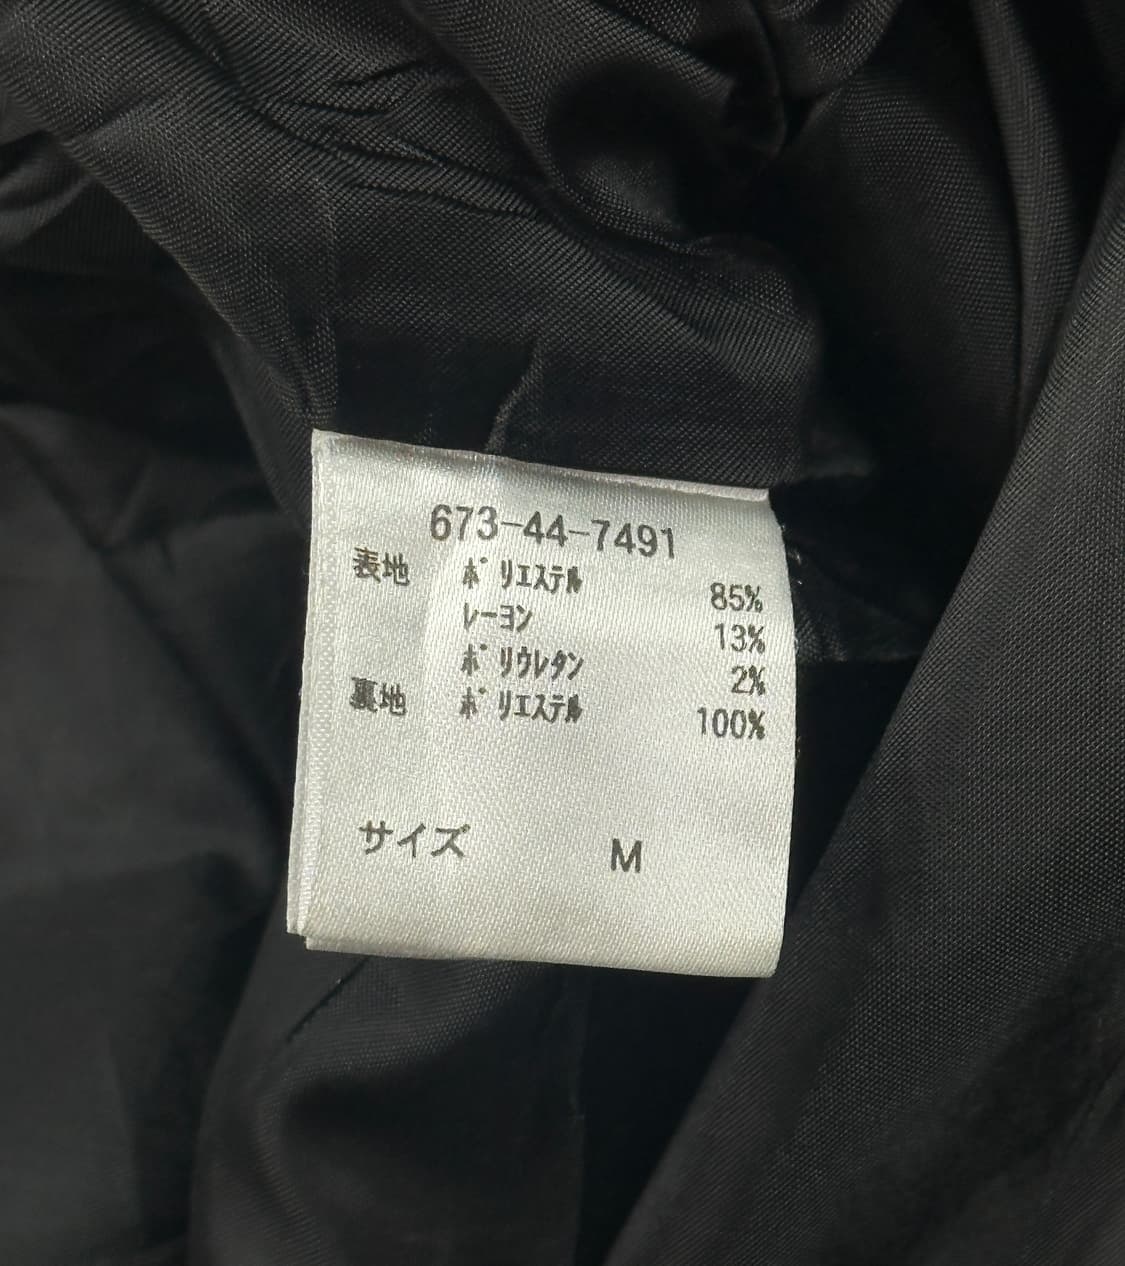 673-44-7491
表地 ポリエステル 85%
レーヨン 13%
ポリウレタン 2%
裏地 ポリエステル 100%
サイズ M